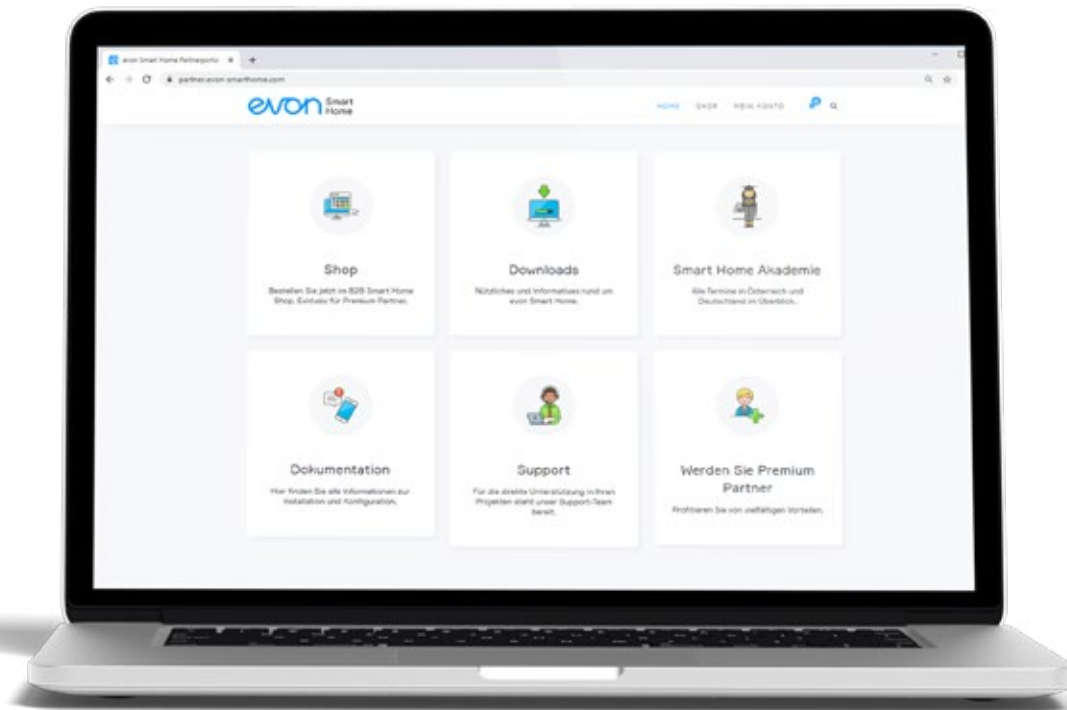 evon Smart Home Partnerportal
partner.evon-smarthome.com
evon Smart Home
HOME SHOP MEIN KONTO
Shop
Bestellen Sie jetzt im B2B Smart Home
Shop. Exklusiv für Premium Partner.
Downloads
Nützliches und Informatives rund um
evon Smart Home.
Smart Home Akademie
Alle Termine in Österreich und
Deutschland im Überblick.
Dokumentation
Hier finden Sie alle Informationen zur
Installation und Konfiguration.
Support
Für die direkte Unterstützung in Ihren
Projekten steht unser Support-Team
bereit.
Werden Sie Premium
Partner
Profitieren Sie von vielfältigen Vorteilen.